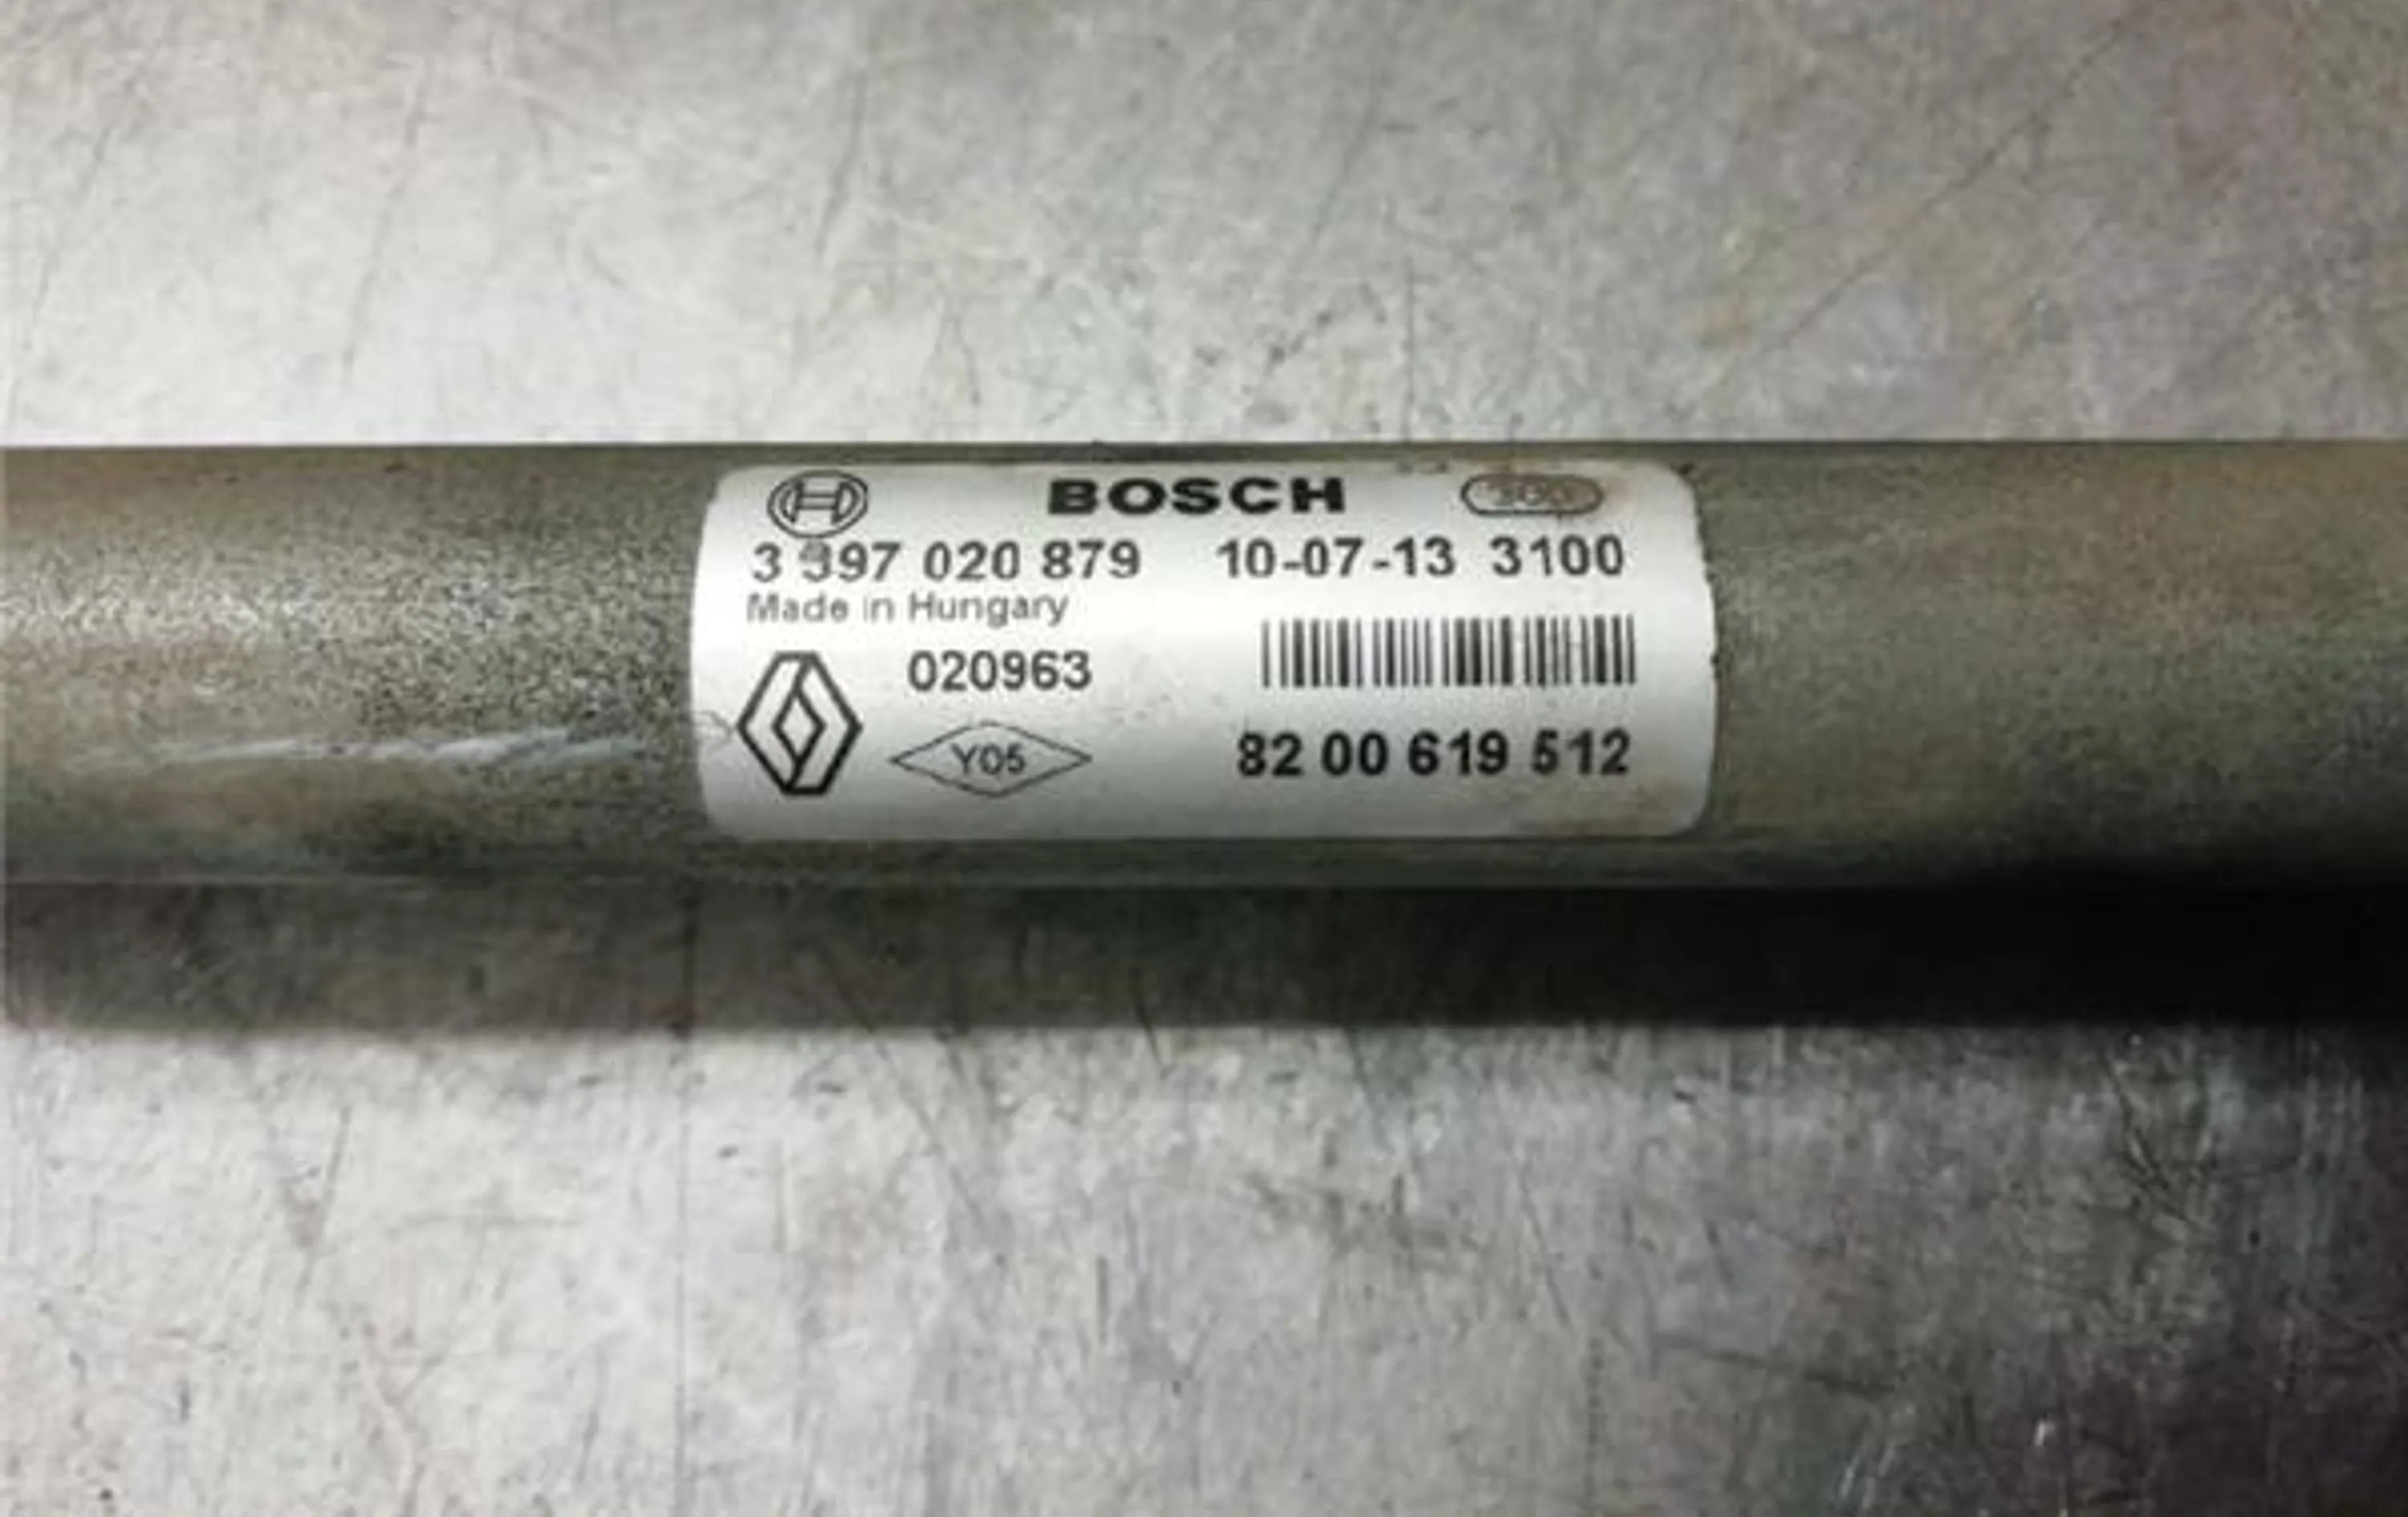 BOSCH
3 397 020 879 10-07-13 3100
Made in Hungary
020963
Y05
82 00 619 512